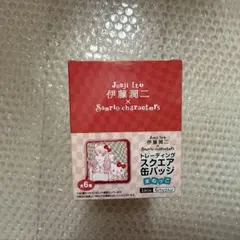 Junji Ito
伊藤潤二
×
Sanrio characters
全6種
Junji Ito
伊藤潤二
×
Sanrio characters
トレーディング
スクエア
缶バッジ